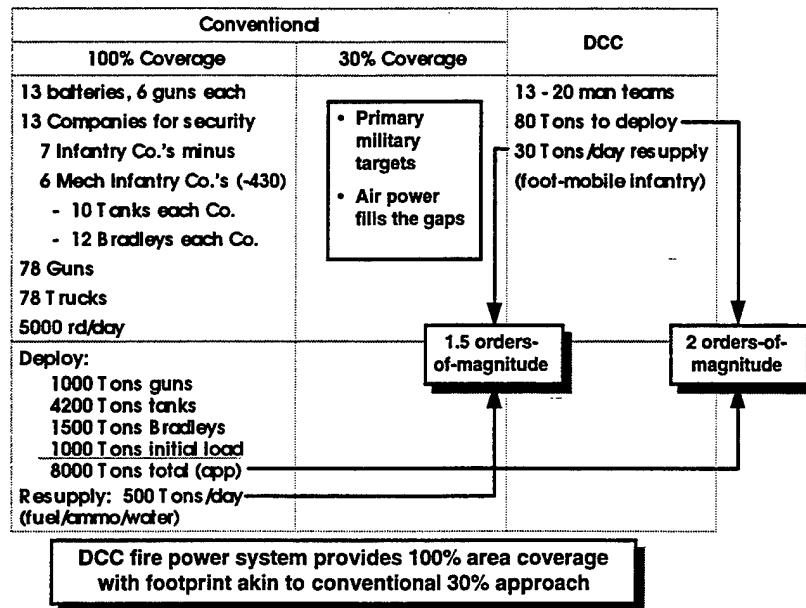 Conventional
DCC
100% Coverage
30% Coverage
13 batteries, 6 guns each
13 Companies for security
7 Infantry Co.'s minus
6 Mech Infantry Co.'s (-430)
- 10 Tanks each Co.
- 12 Bradleys each Co.
78 Guns
78 Trucks
5000 rd/day
• Primary
military
targets
• Air power
fills the gaps
13 - 20 man teams
80 Tons to deploy
30 Tons/day resupply
(foot-mobile infantry)
1.5 orders-
of-magnitude
2 orders-of-
magnitude
Deploy:
1000 Tons guns
4200 Tons tanks
1500 Tons Bradleys
1000 Tons initial load
8000 Tons total (app)
Resupply: 500 Tons/day
(fuel/ammo/water)
DCC fire power system provides 100% area coverage
with footprint akin to conventional 30% approach